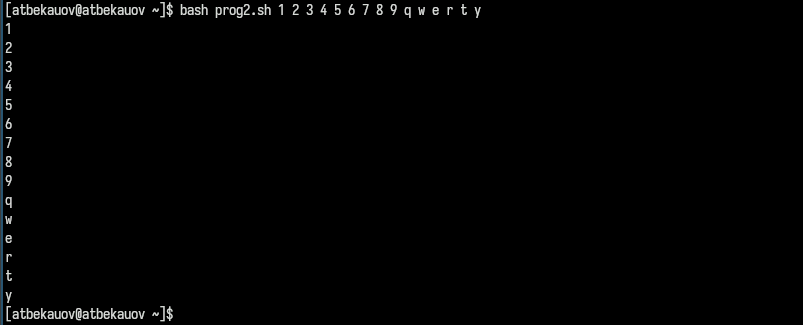 [atbekauov@atbekauov ~]$ bash prog2.sh 1 2 3 4 5 6 7 8 9 q w e r t y
1
2
3
4
5
6
7
8
9
q
w
e
r
t
y
[atbekauov@atbekauov ~]$